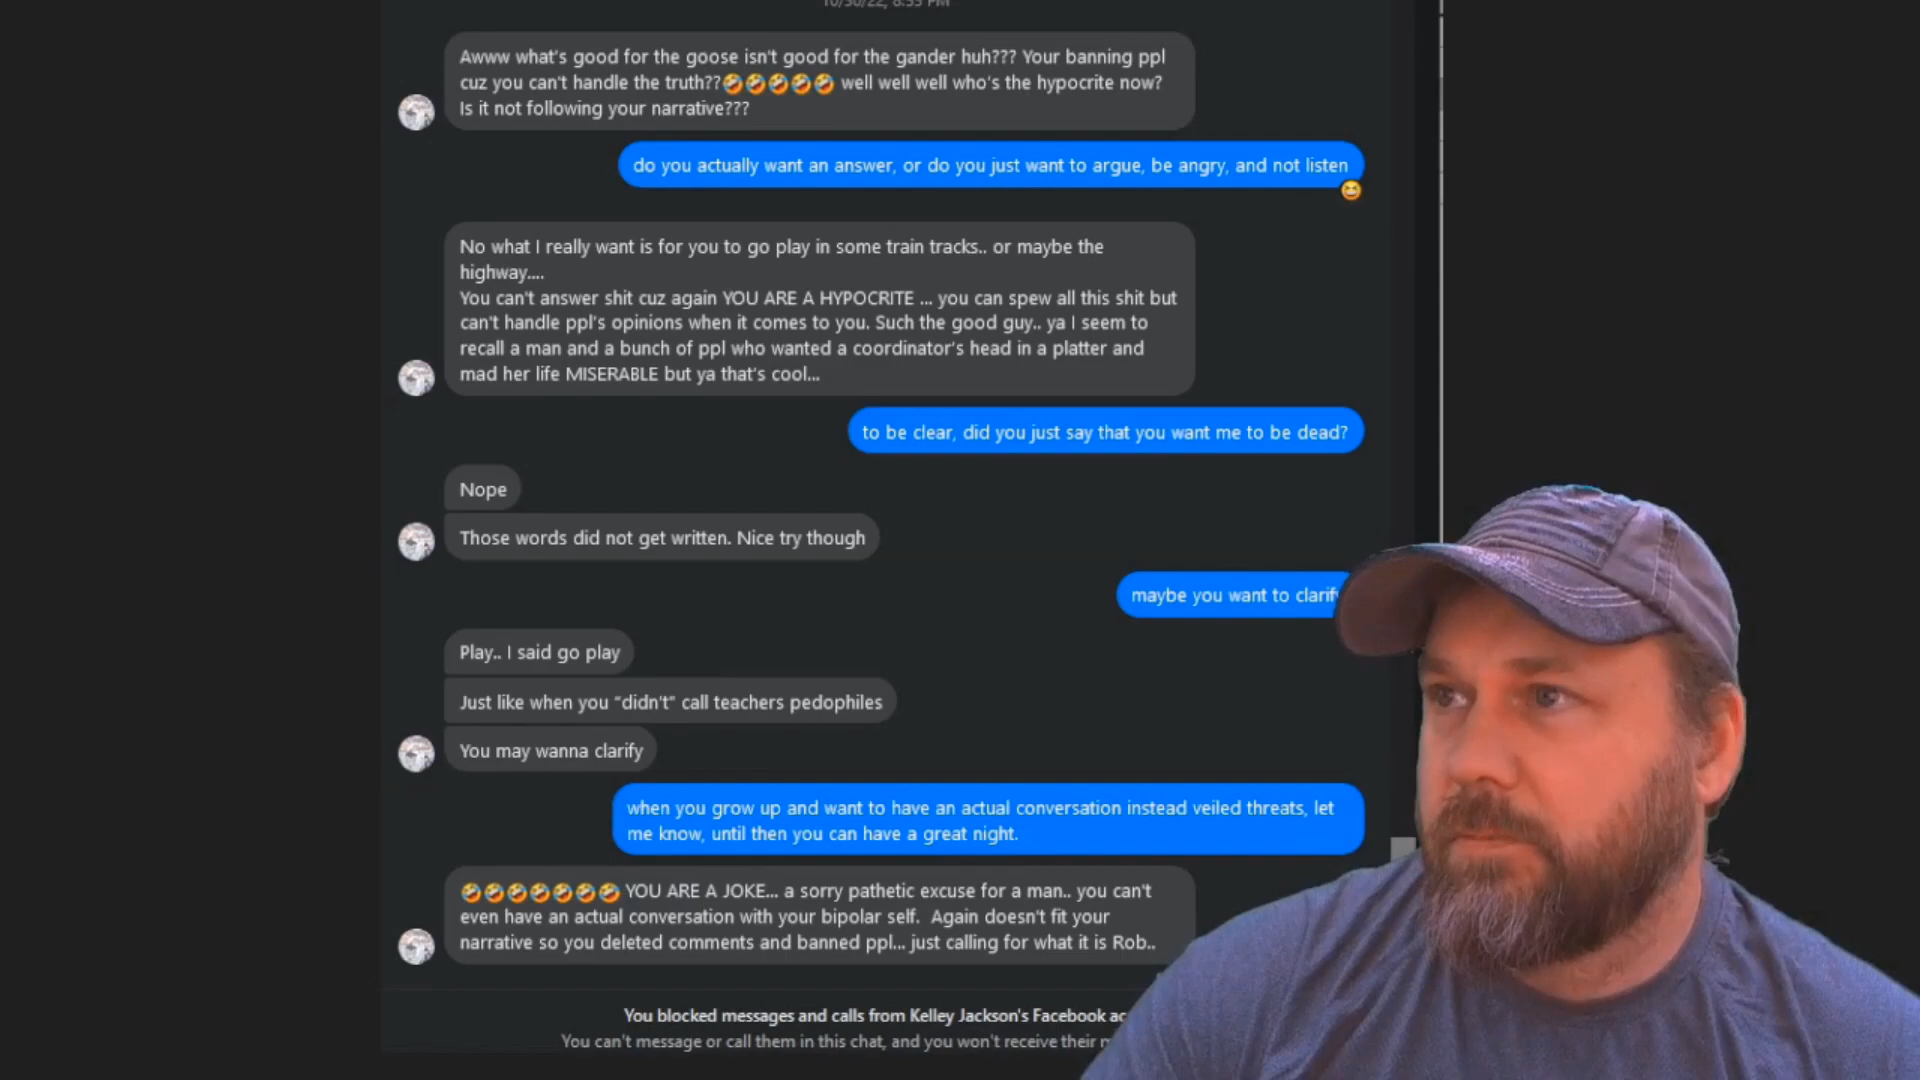 10/30/22, 8:53 PM
Awww what's good for the goose isn't good for the gander huh??? Your banning ppl
cuz you can't handle the truth??🤣🤣🤣🤣🤣 well well well who's the hypocrite now?
Is it not following your narrative???
do you actually want an answer, or do you just want to argue, be angry, and not listen
No what I really want is for you to go play in some train tracks.. or maybe the
highway....
You can't answer shit cuz again YOU ARE A HYPOCRITE ... you can spew all this shit but
can't handle ppl's opinions when it comes to you. Such the good guy.. ya I seem to
recall a man and a bunch of ppl who wanted a coordinator's head in a platter and
mad her life MISERABLE but ya that's cool...
to be clear, did you just say that you want me to be dead?
Nope
Those words did not get written. Nice try though
maybe you want to clarify
Play.. I said go play
Just like when you "didn't" call teachers pedophiles
You may wanna clarify
when you grow up and want to have an actual conversation instead veiled threats, let
me know, until then you can have a great night.
🤣🤣🤣🤣🤣🤣🤣 YOU ARE A JOKE... a sorry pathetic excuse for a man.. you can't
even have an actual conversation with your bipolar self. Again doesn't fit your
narrative so you deleted comments and banned ppl... just calling for what it is Rob..
You blocked messages and calls from Kelley Jackson's Facebook
You can't message or call them in this chat, and you won't receive their